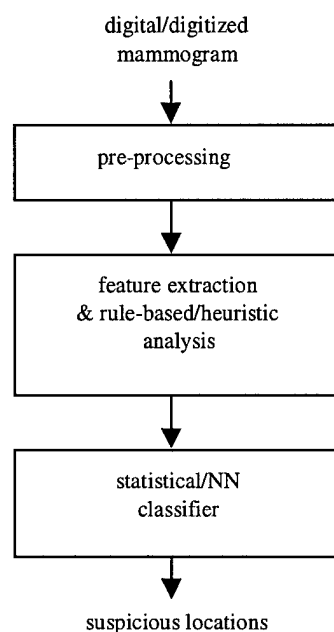 digital/digitized
mammogram
pre-processing
feature extraction
& rule-based/heuristic
analysis
statistical/NN
classifier
suspicious locations